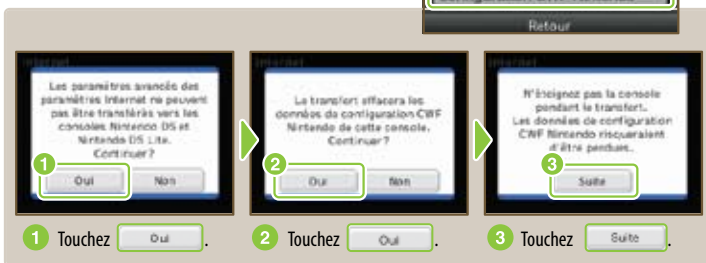 Retour
Internet
Les paramètres avancés des
paramètres Internet ne peuvent
pas être transférés vers les
consoles Nintendo DS et
Nintendo DS Lite.
Continuer?
1
Oui
Non
1 Touchez Oui.
Internet
Le transfert effacera les
données de configuration CWF
Nintendo de cette console.
Continuer?
2
Oui
Non
2 Touchez Oui.
Internet
N'éteignez pas la console
pendant le transfert.
Les données de configuration
CWF Nintendo risqueraient
d'être perdues.
3
Suite
3 Touchez Suite.